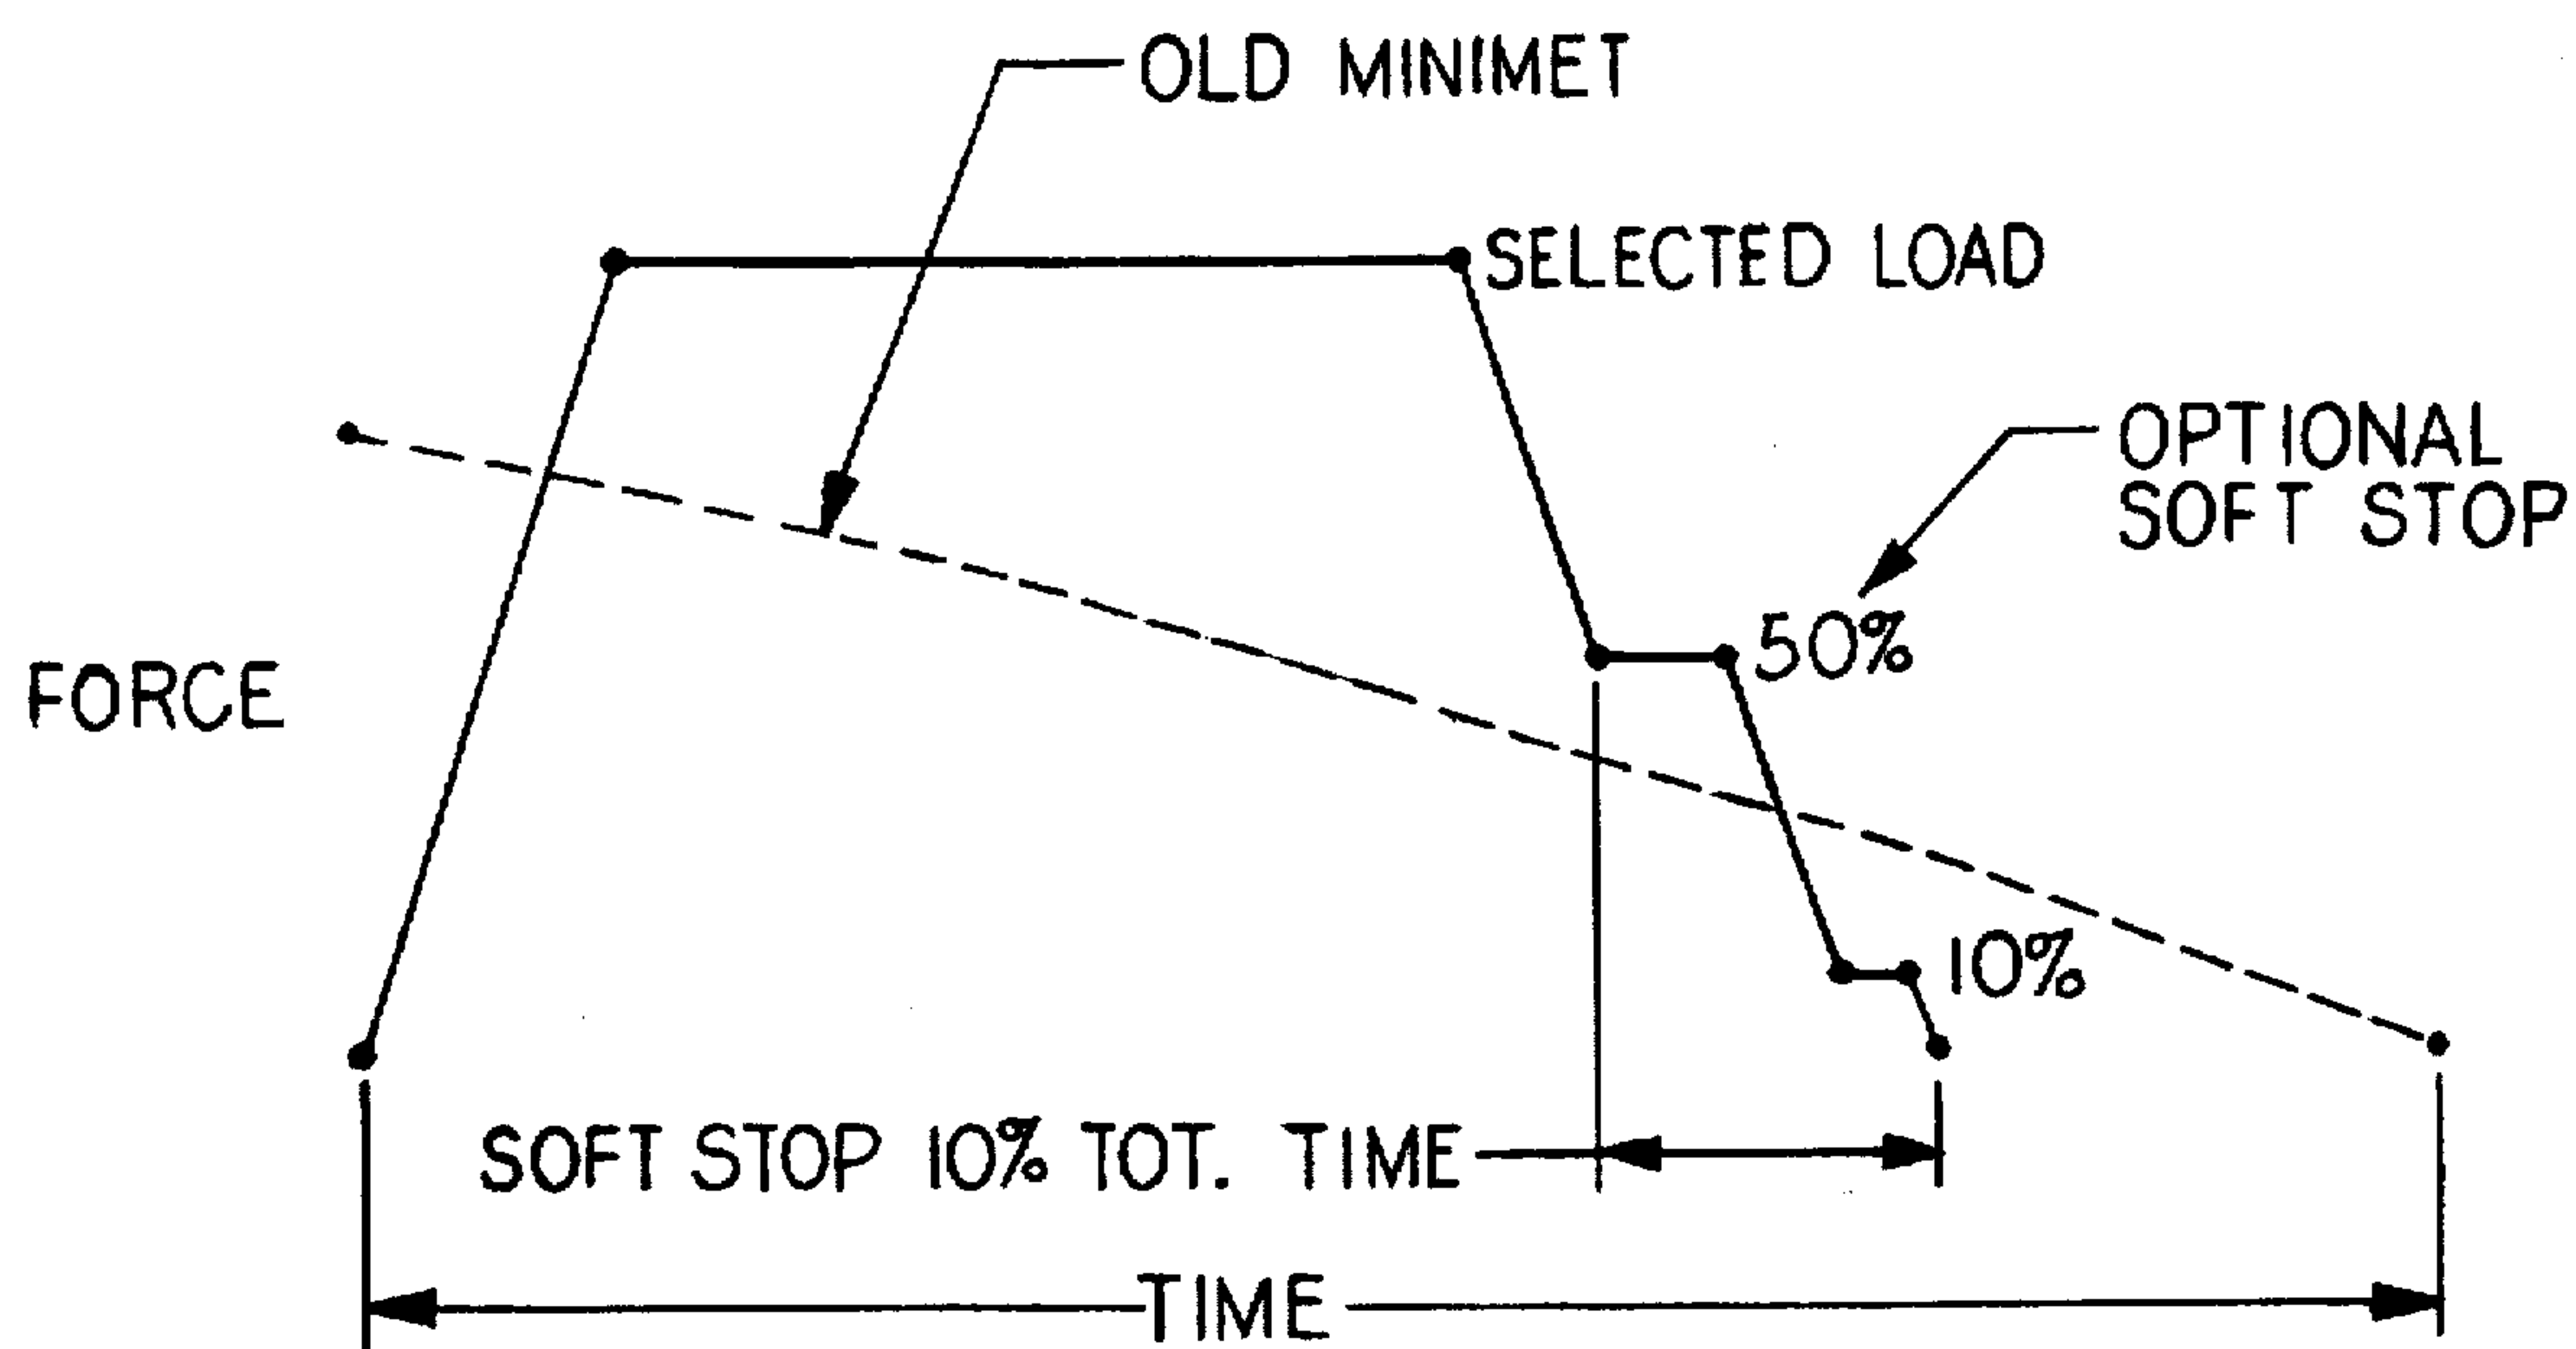 OLD MINIMET
SELECTED LOAD
OPTIONAL
SOFT STOP
50%
FORCE
10%
SOFT STOP 10% TOT. TIME
TIME